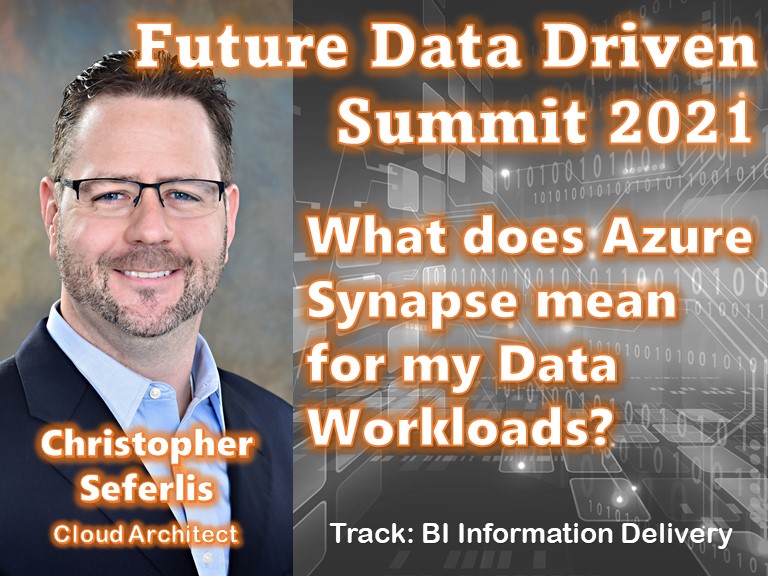 Future Data Driven
Summit 2021
What does Azure
Synapse mean
for my Data
Workloads?
Christopher
Seferlis
Cloud Architect
Track: BI Information Delivery